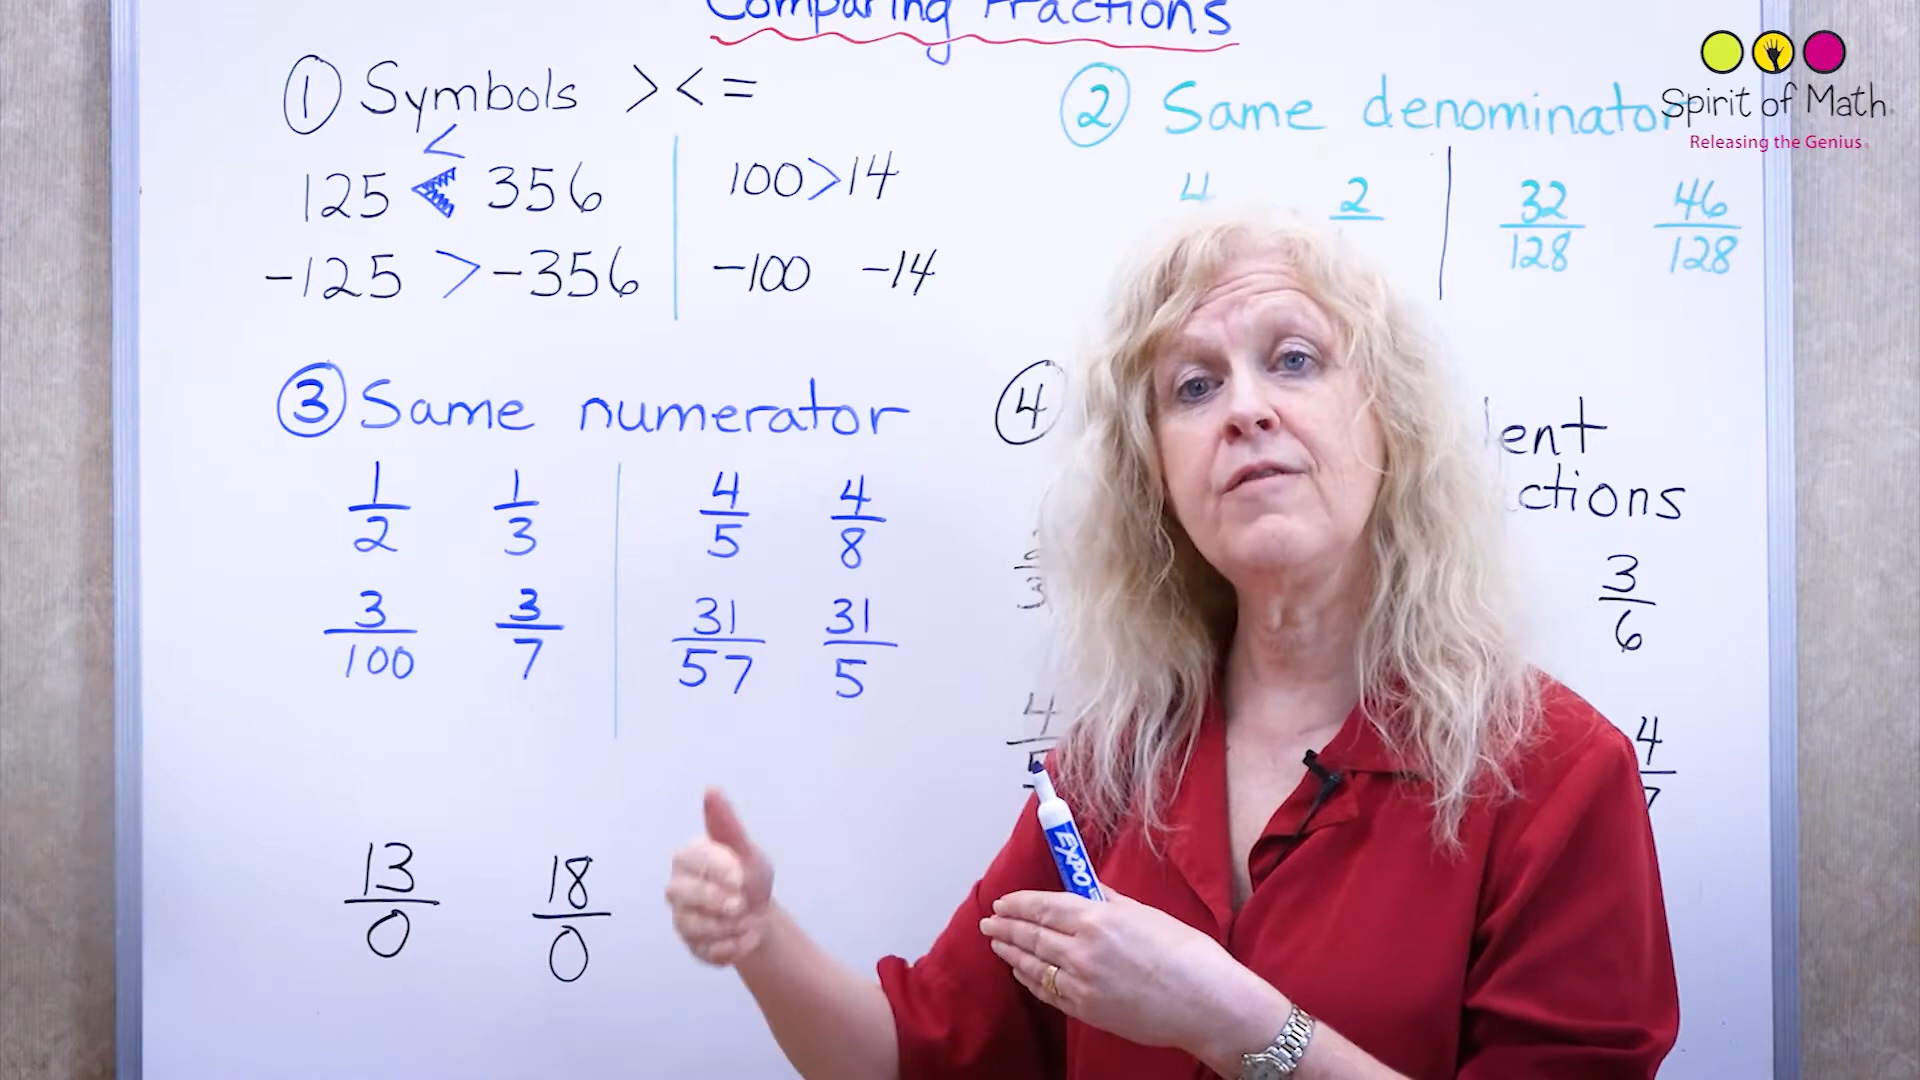 Comparing Fractions
① Symbols > < =
<
125 < 356
100 > 14
-125 > -356
-100 -14
② Same denominator
4 2
32 46
128 128
③ Same numerator
1 1 4 4
2 3 5 8
3 3 31 31
100 7 57 5
④
3
6
4
7
13 18
0 0
EXPO
Spirit of Math
Releasing the Genius